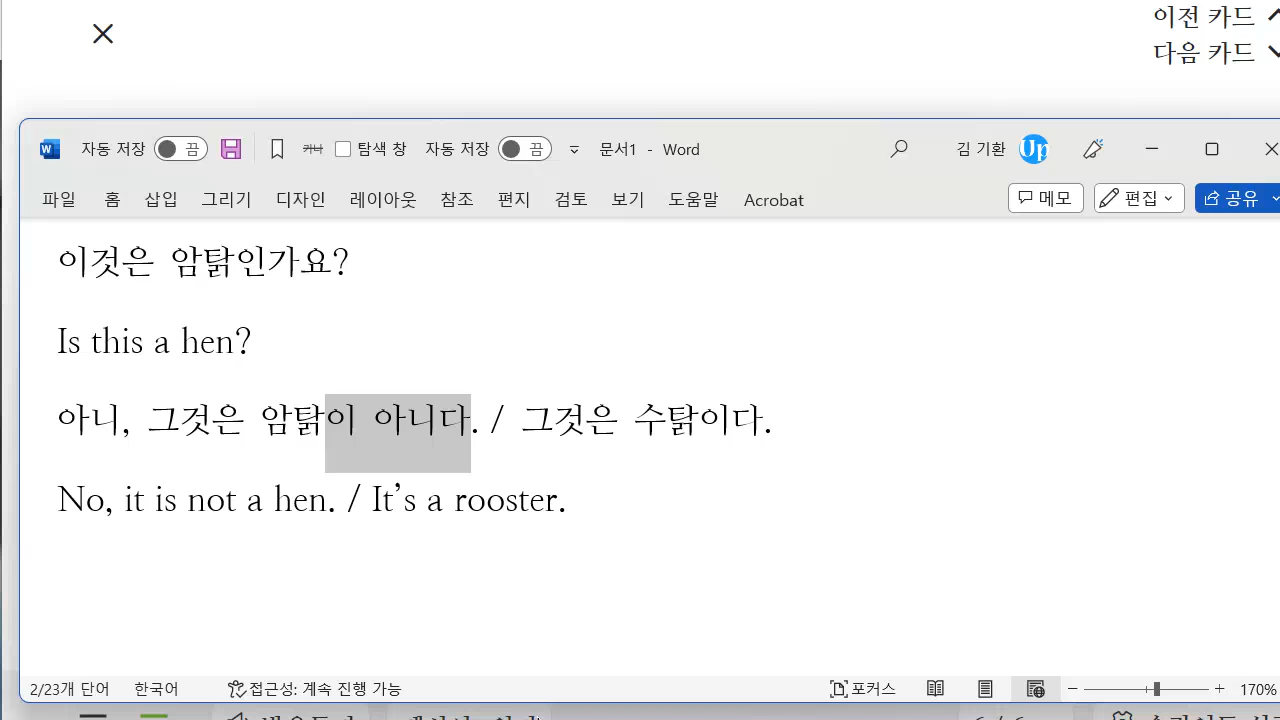 이전 카드
다음 카드
자동 저장 끔 탐색 창 자동 저장 끔 문서1 - Word 김 기환 Up
파일 홈 삽입 그리기 디자인 레이아웃 참조 편지 검토 보기 도움말 Acrobat 메모 편집 공유
이것은 암탉인가요?
Is this a hen?
아니, 그것은 암탉이 아니다. / 그것은 수탉이다.
No, it is not a hen. / It's a rooster.
2/23개 단어 한국어 접근성: 계속 진행 가능 포커스 170%